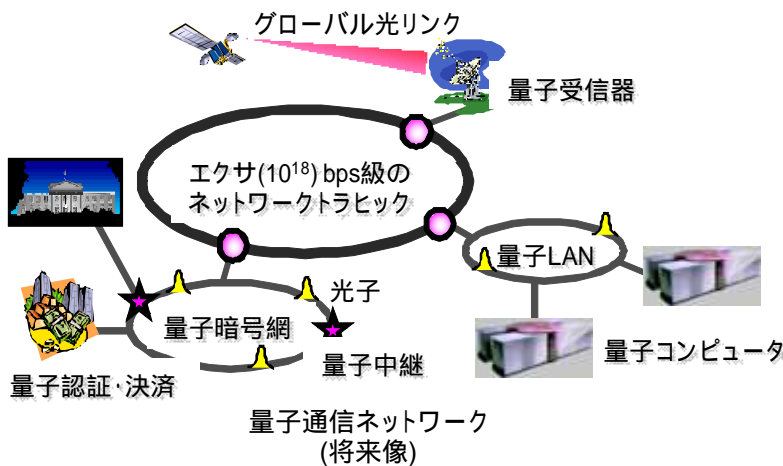 グローバル光リンク
量子受信器
エクサ(10¹⁸) bps級の
ネットワークトラヒック
量子LAN
光子
量子暗号網
量子中継
量子コンピュータ
量子認証・決済
量子通信ネットワーク
(将来像)